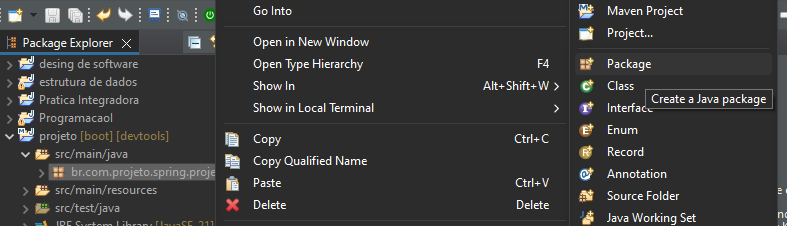 Package Explorer
desing de software
estrutura de dados
Pratica Integradora
Programacaol
projeto [boot] [devtools]
src/main/java
br.com.projeto.spring.proje
src/main/resources
src/test/java
JRE System Library [JavaSE-21]
Go Into
Open in New Window
Open Type Hierarchy F4
Show In Alt+Shift+W
Show in Local Terminal
Copy Ctrl+C
Copy Qualified Name
Paste Ctrl+V
Delete Delete
Maven Project
Project...
Package
Class
Create a Java package
Interface
Enum
Record
Annotation
Source Folder
Java Working Set